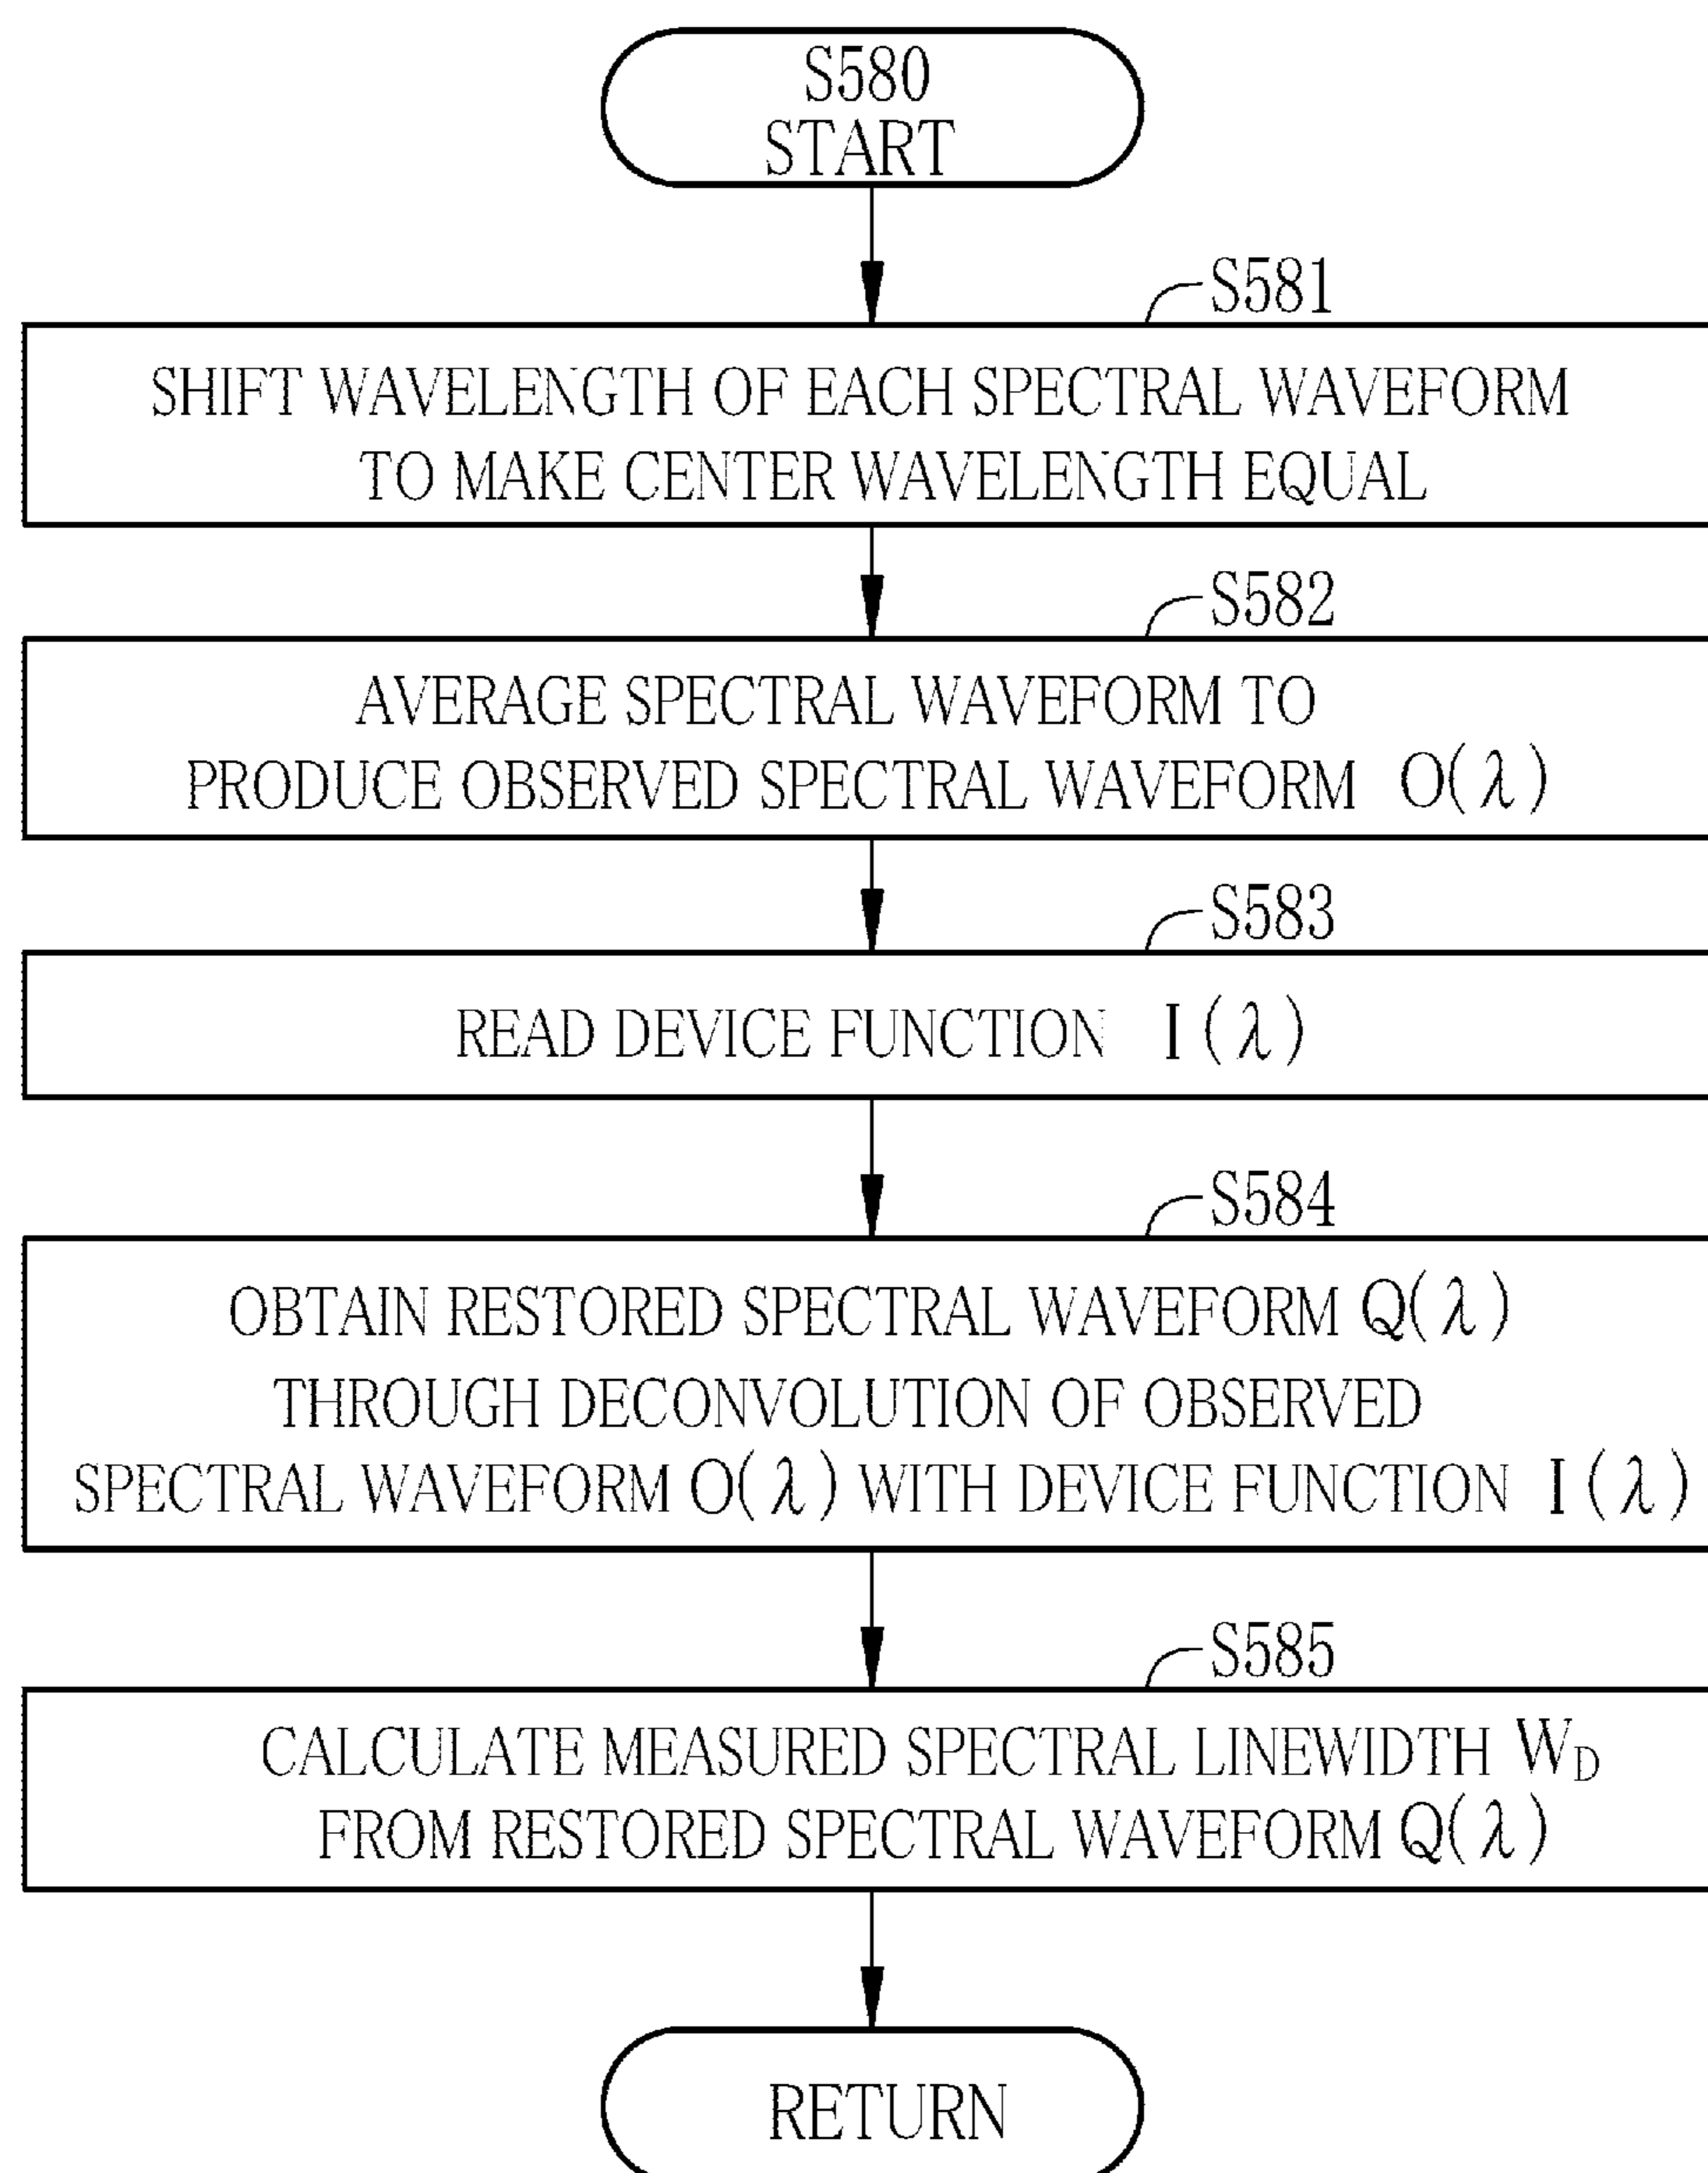 S580
START
S581
SHIFT WAVELENGTH OF EACH SPECTRAL WAVEFORM
TO MAKE CENTER WAVELENGTH EQUAL
S582
AVERAGE SPECTRAL WAVEFORM TO
PRODUCE OBSERVED SPECTRAL WAVEFORM O(λ)
S583
READ DEVICE FUNCTION I(λ)
S584
OBTAIN RESTORED SPECTRAL WAVEFORM Q(λ)
THROUGH DECONVOLUTION OF OBSERVED
SPECTRAL WAVEFORM O(λ) WITH DEVICE FUNCTION I(λ)
S585
CALCULATE MEASURED SPECTRAL LINEWIDTH W_D
FROM RESTORED SPECTRAL WAVEFORM Q(λ)
RETURN